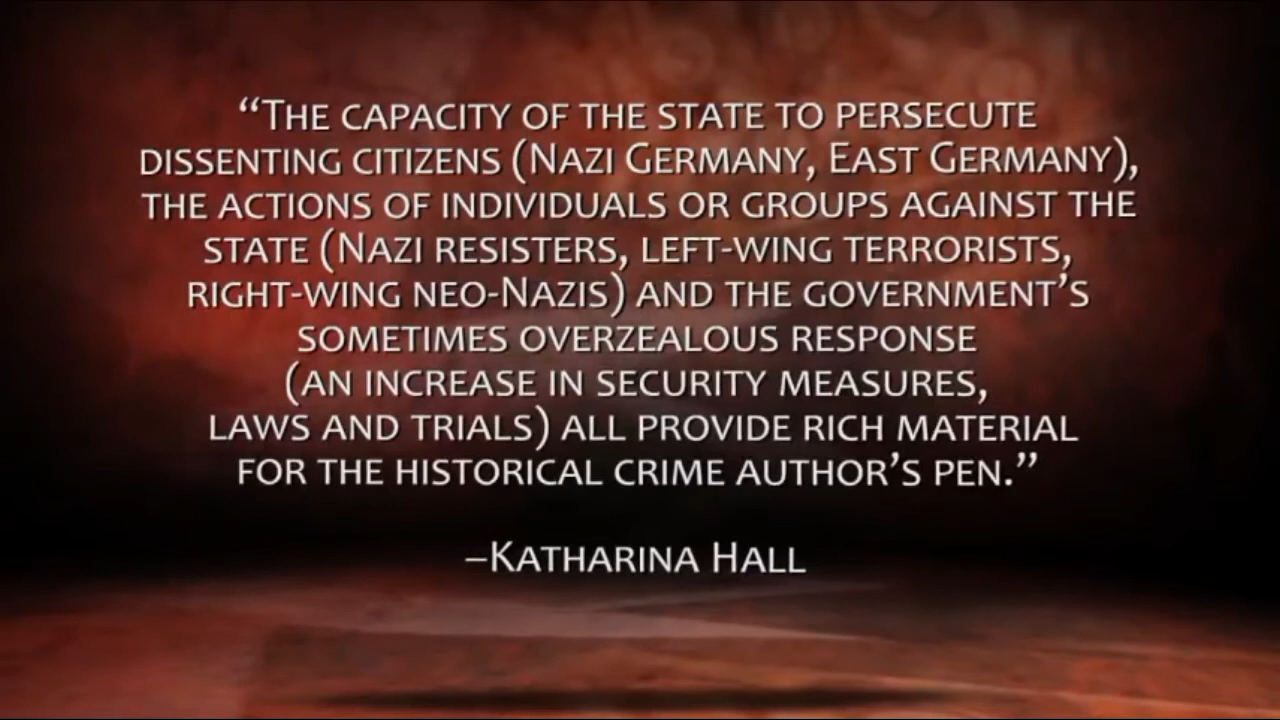 “The capacity of the state to persecute
dissenting citizens (Nazi Germany, East Germany),
the actions of individuals or groups against the
state (Nazi resisters, left-wing terrorists,
right-wing neo-Nazis) and the government’s
sometimes overzealous response
(an increase in security measures,
laws and trials) all provide rich material
for the historical crime author’s pen.”
–Katharina Hall